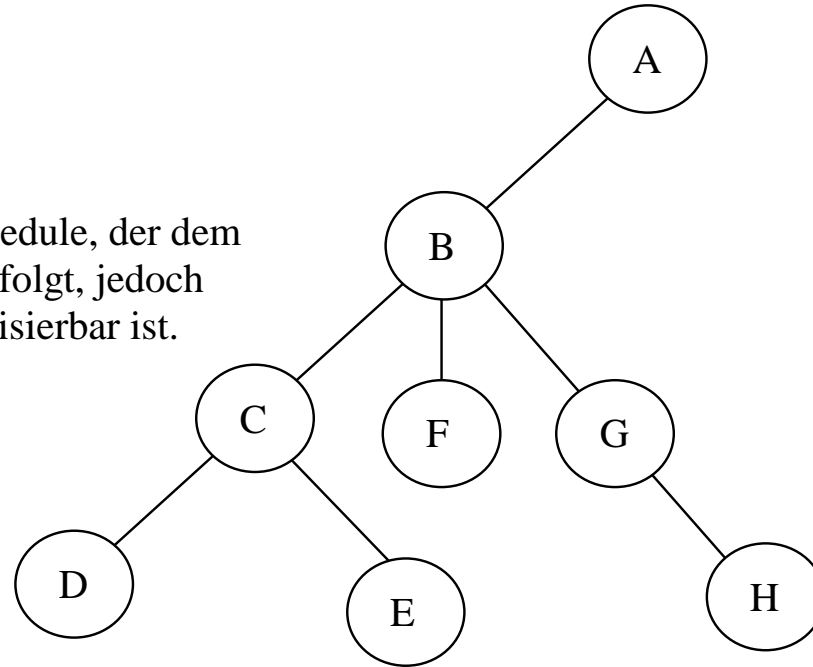 A
B
edule, der dem
folgt, jedoch
isierbar ist.
C
F
G
D
E
H